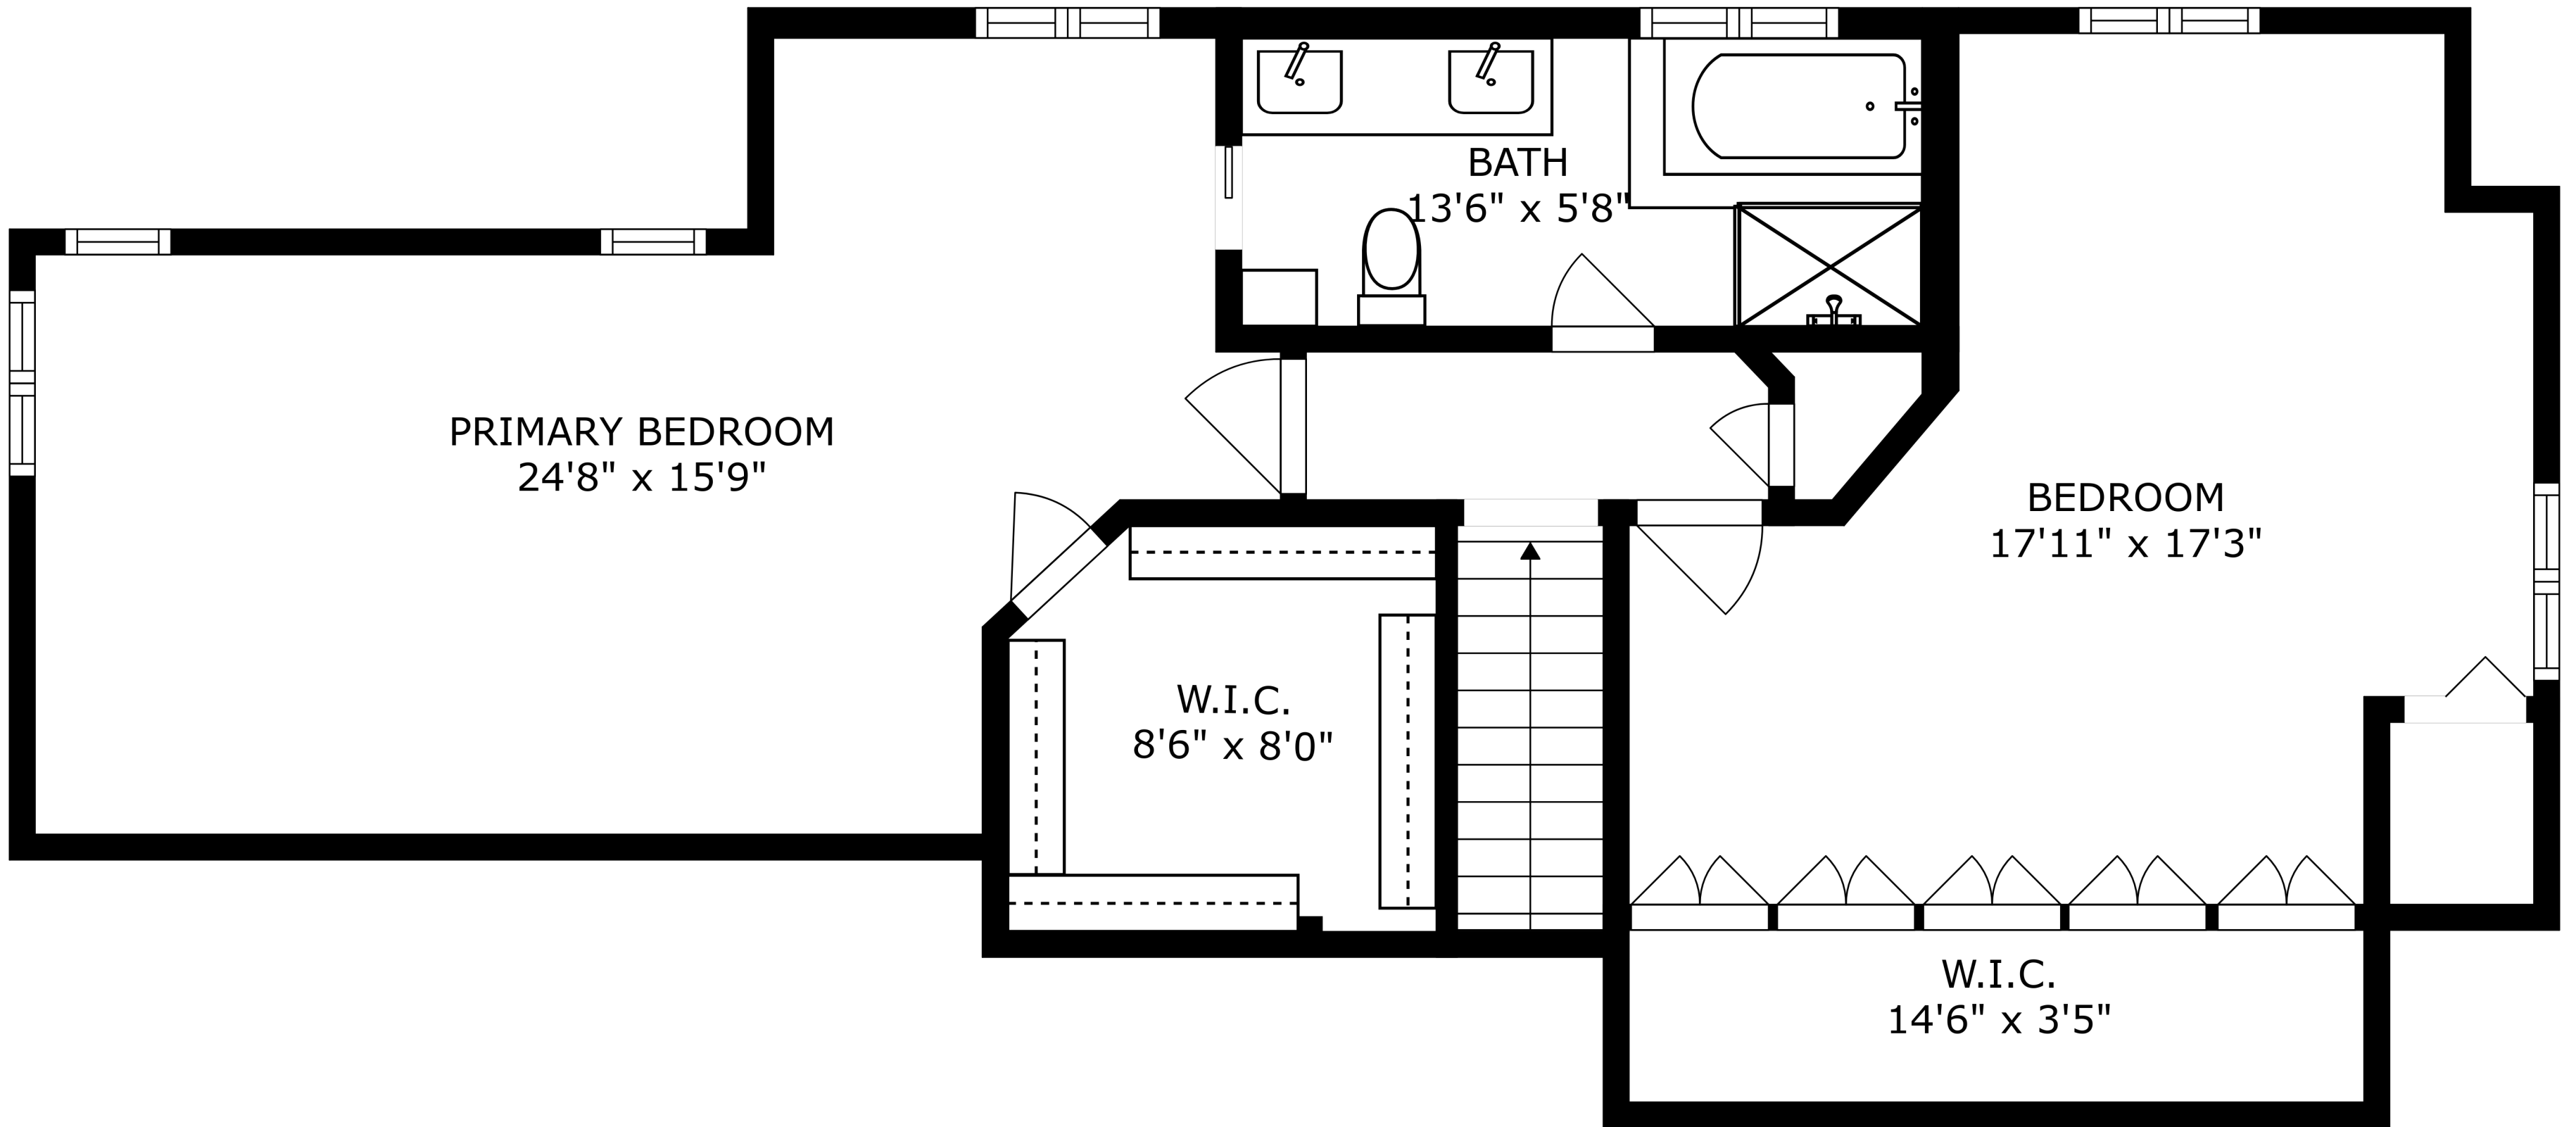 BATH
13'6" x 5'8"
PRIMARY BEDROOM
24'8" x 15'9"
BEDROOM
17'11" x 17'3"
W.I.C.
8'6" x 8'0"
W.I.C.
14'6" x 3'5"